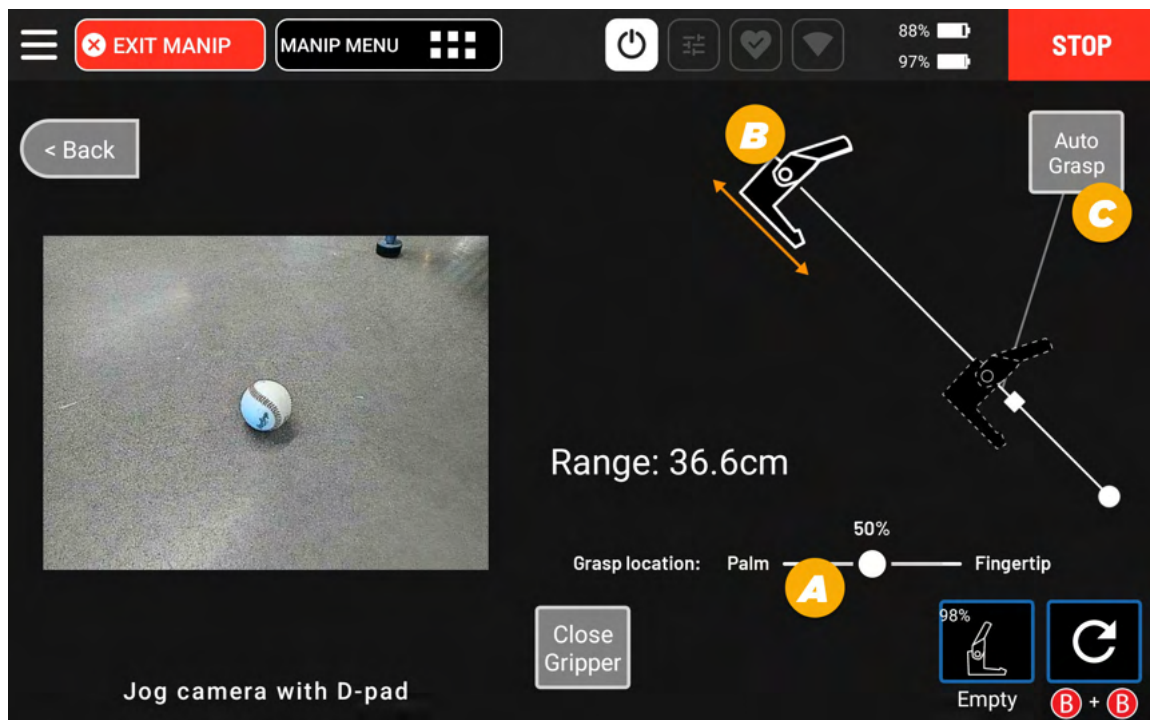 EXIT MANIP
MANIP MENU
88%
97%
STOP
< Back
B
Auto
Grasp
C
Range: 36.6cm
50%
Grasp location:
Palm
Fingertip
A
98%
Close
Gripper
Jog camera with D-pad
Empty
B + B